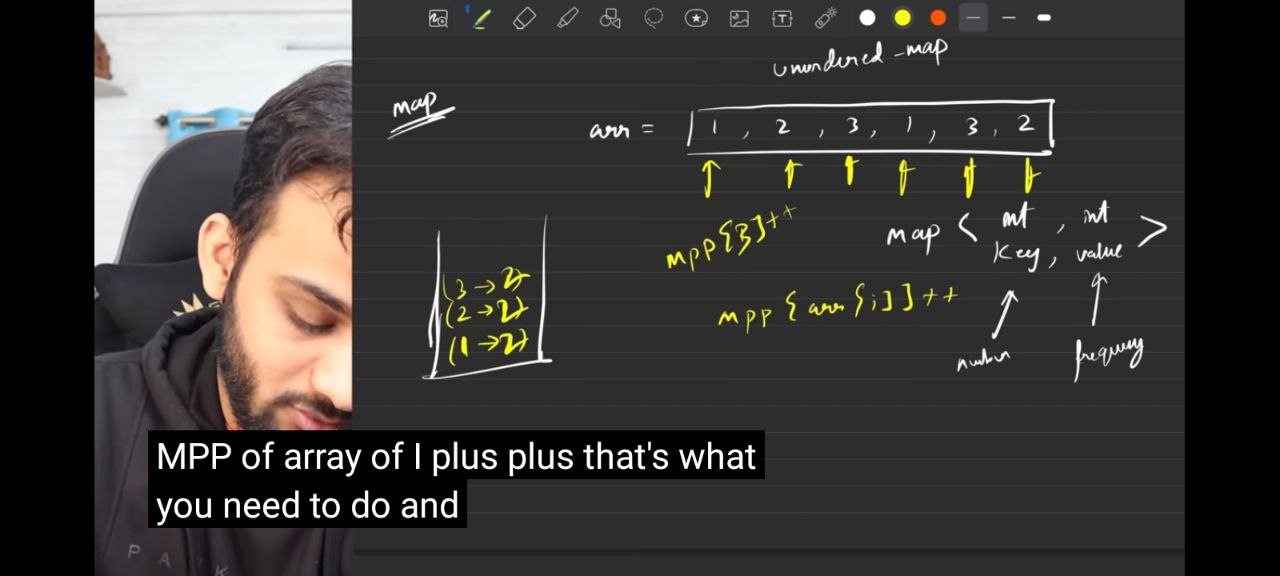 unordered_map
map
arr = [ 1 , 2 , 3 , 1 , 3 , 2 ]
mpp[3]++
map < int , int >
key, value
(3 → 2)
(2 → 2)
(1 → 2)
mpp [ arr [i] ]++
number frequency
MPP of array of I plus plus that's what
you need to do and
P A R K